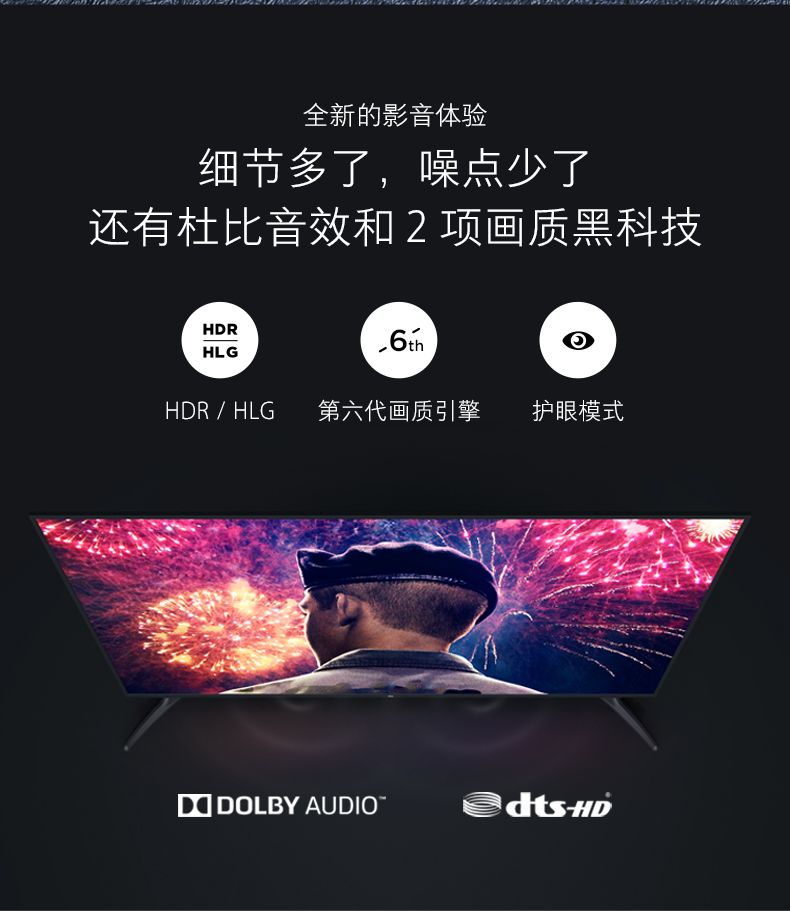 全新的影音体验
细节多了，噪点少了
还有杜比音效和 2 项画质黑科技
HDR
HLG
6th
HDR / HLG
第六代画质引擎
护眼模式
DOLBY AUDIO™
dts-HD®